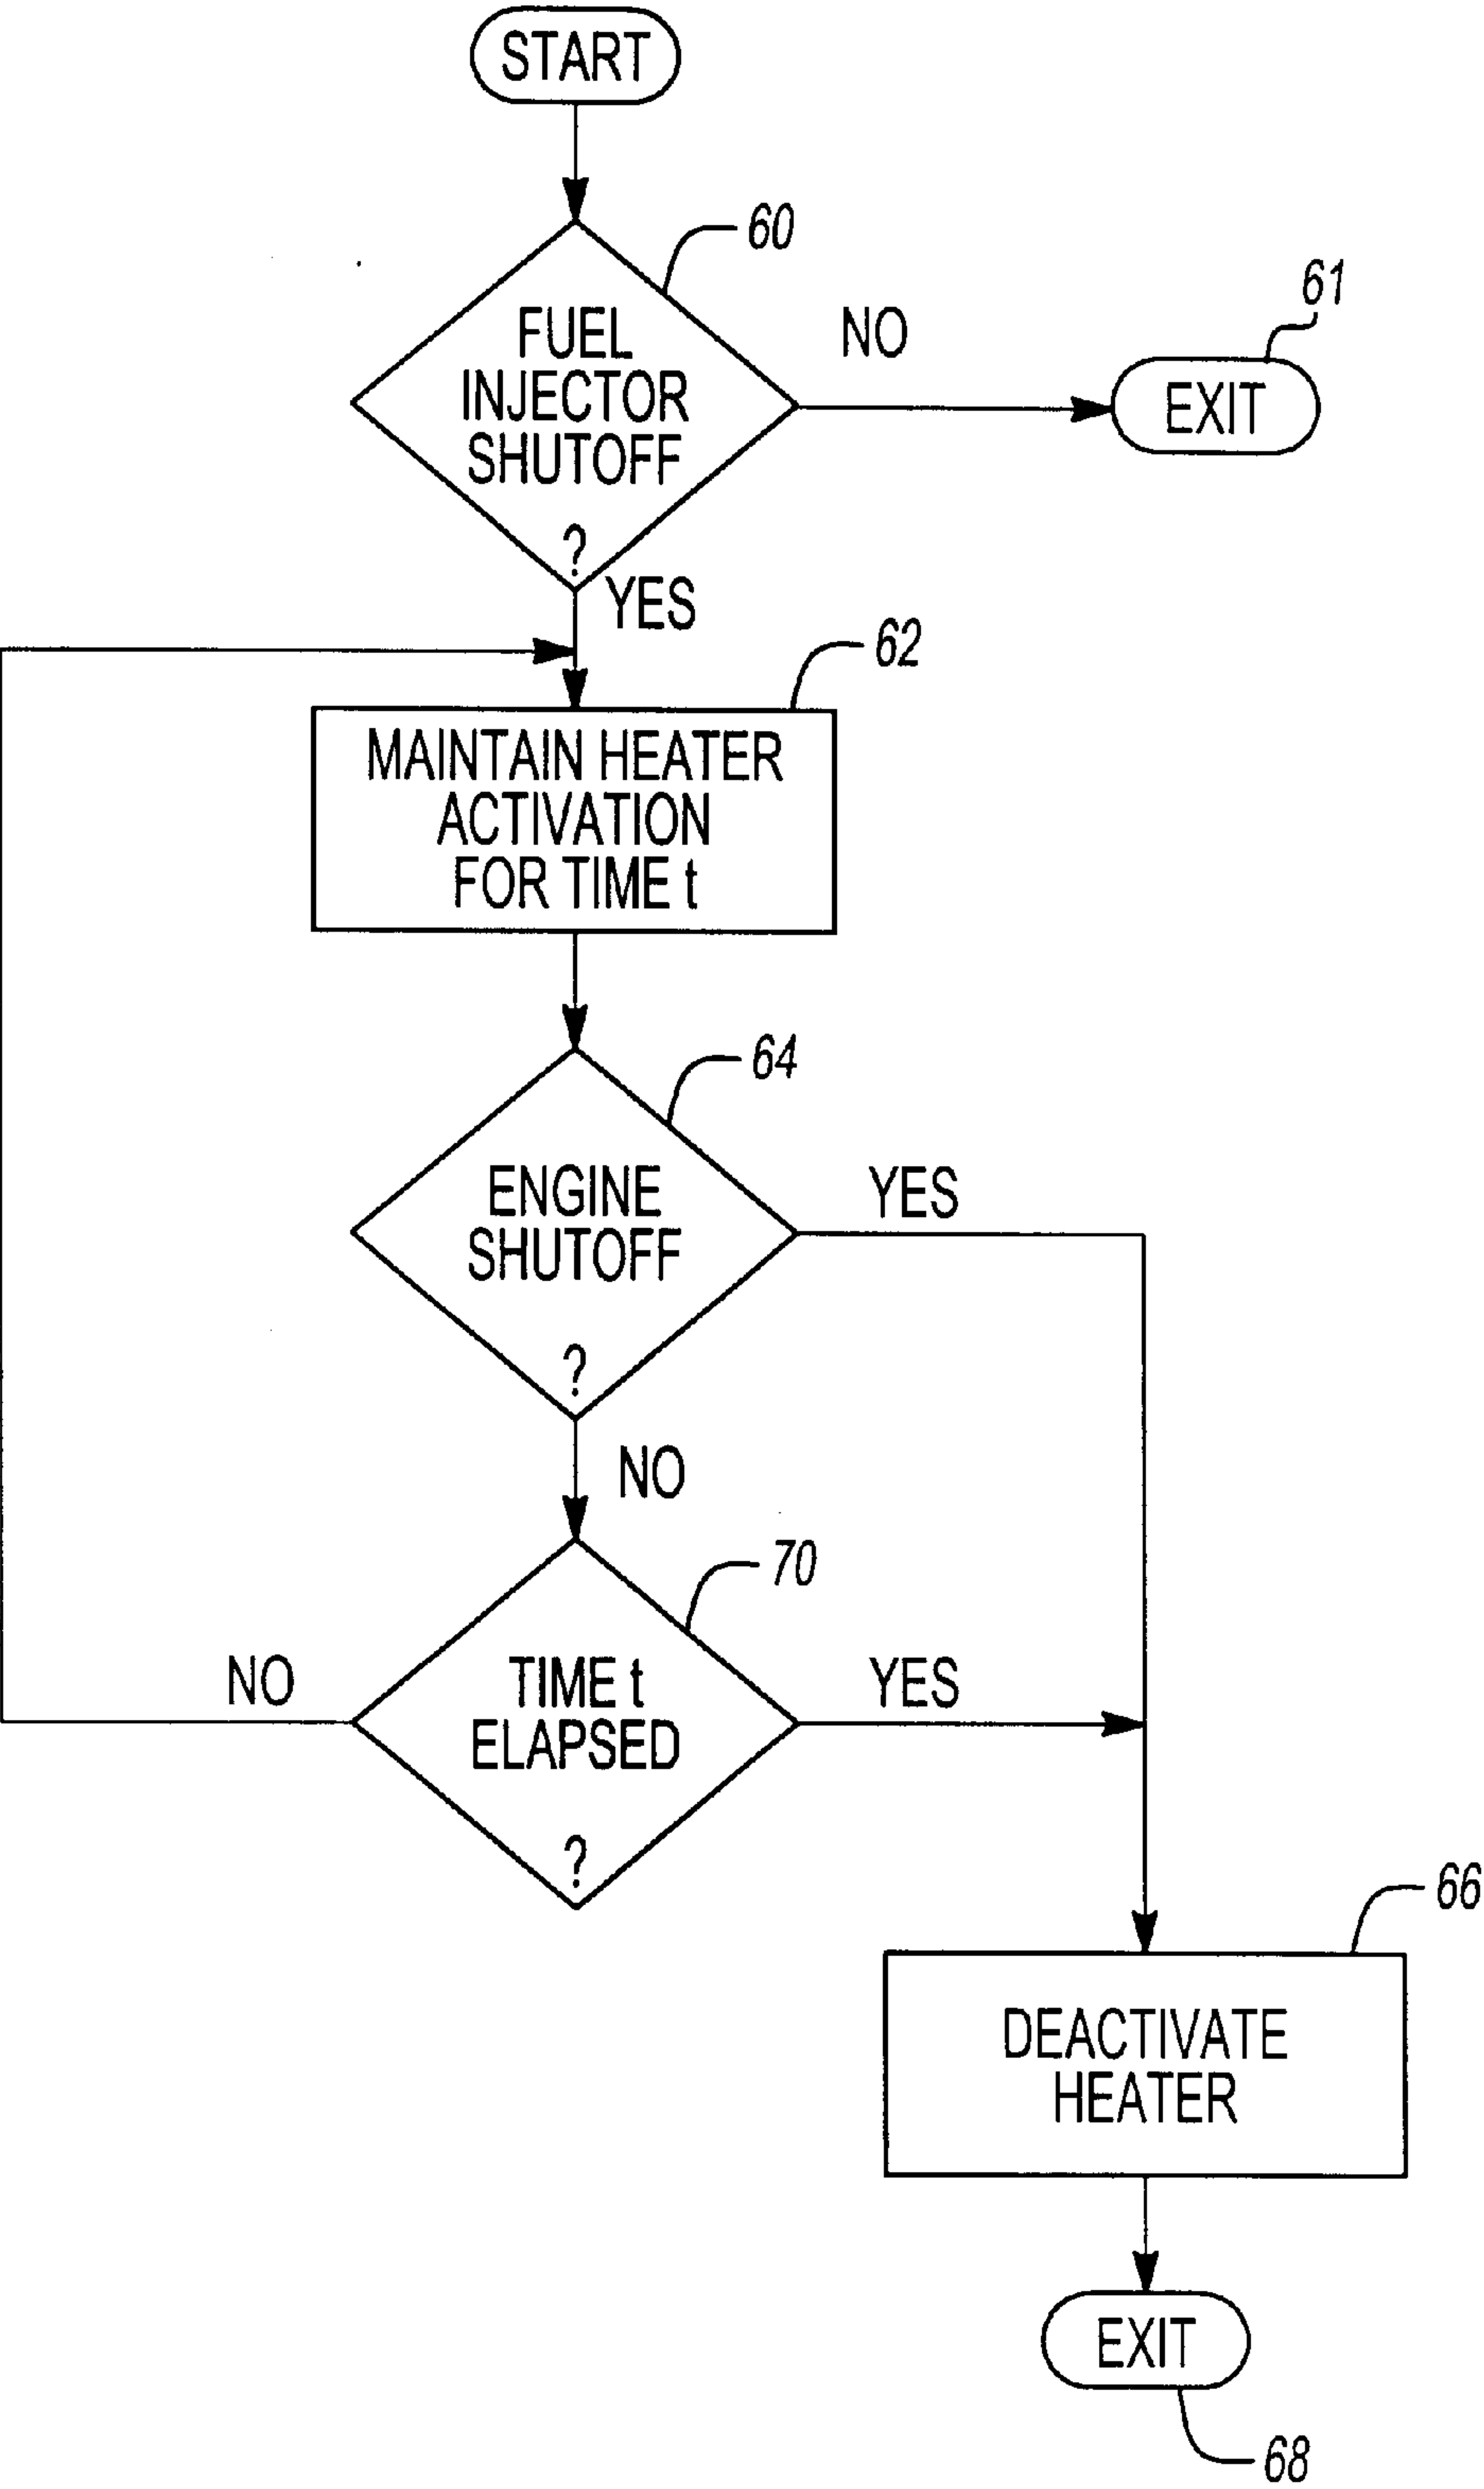 START
60
FUEL
INJECTOR
SHUTOFF
?
NO
61
EXIT
YES
62
MAINTAIN HEATER
ACTIVATION
FOR TIME t
64
ENGINE
SHUTOFF
?
YES
NO
70
TIME t
ELAPSED
?
NO
YES
66
DEACTIVATE
HEATER
EXIT
68